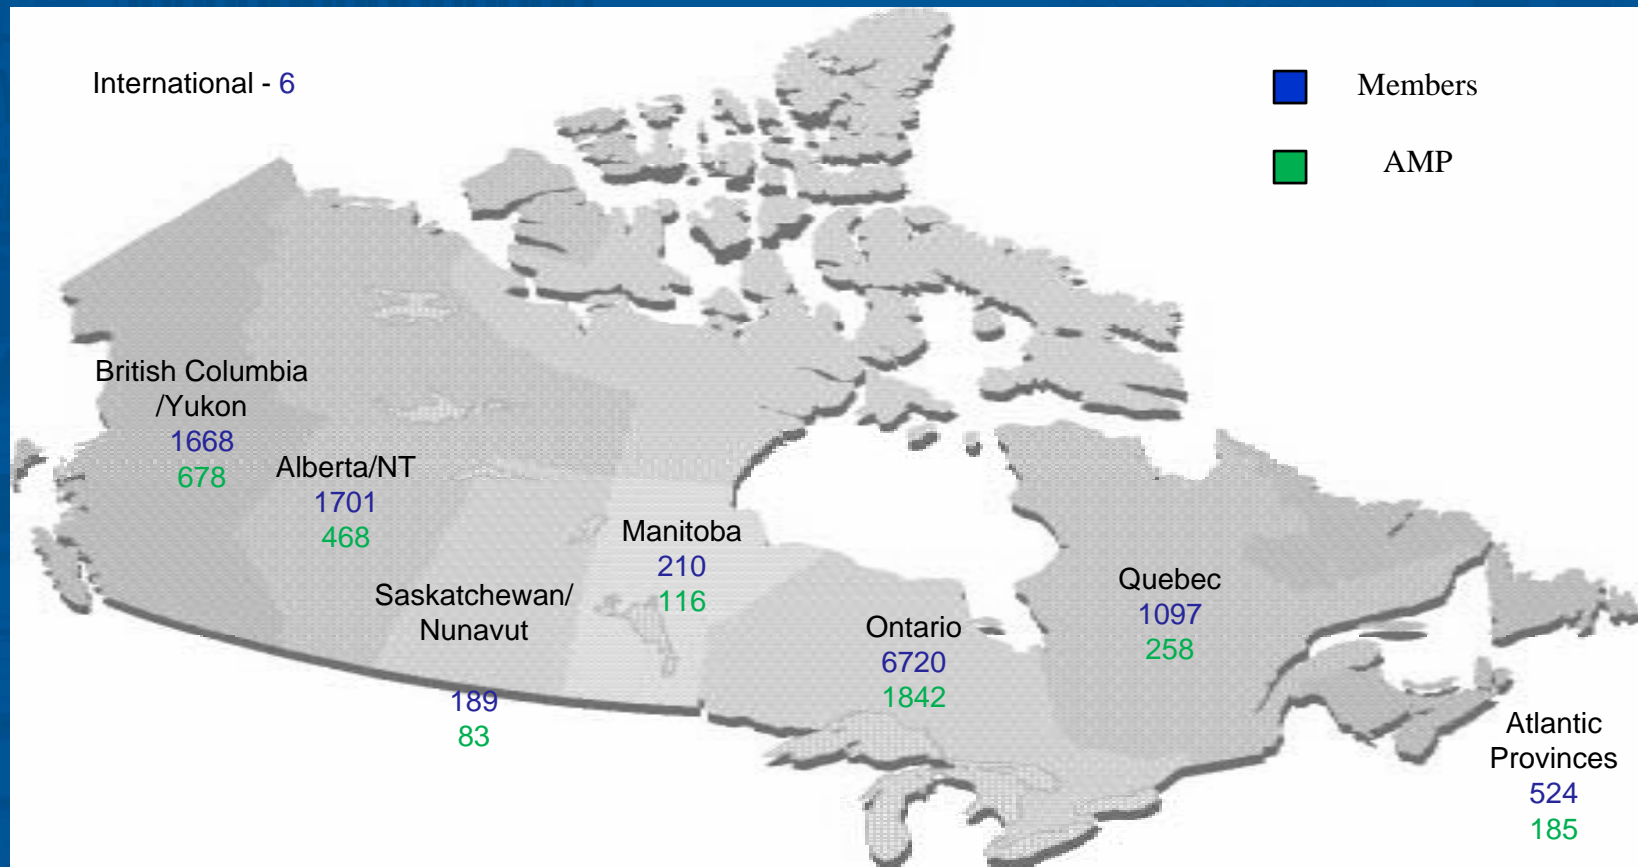 International - 6
Members
AMP
British Columbia
/Yukon
1668
678
Alberta/NT
1701
468
Saskatchewan/
Nunavut
189
83
Manitoba
210
116
Ontario
6720
1842
Quebec
1097
258
Atlantic
Provinces
524
185